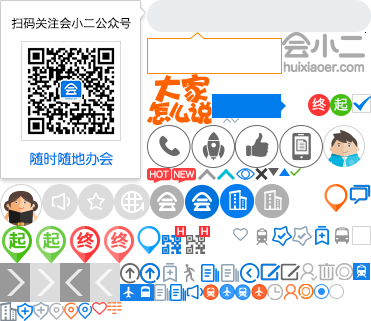 扫码关注会小二公众号
会
随时随地办会
会小二
huixiaoer.com
大家
怎么说
终 起
HOT NEW
会 会
起 起 终 终
H H